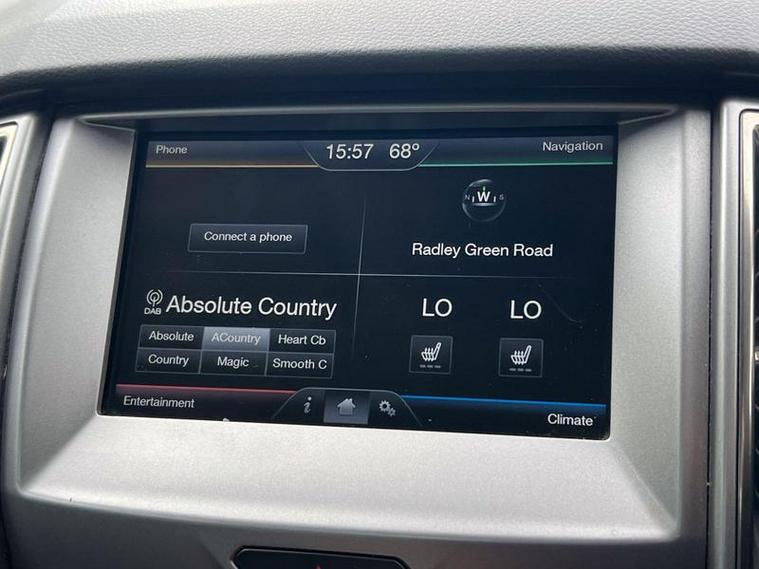 Phone
15:57 68º
Navigation
N W S
Connect a phone
Radley Green Road
DAB
Absolute Country
LO LO
Absolute ACountry Heart Cb
Country Magic Smooth C
Entertainment
i
Climate